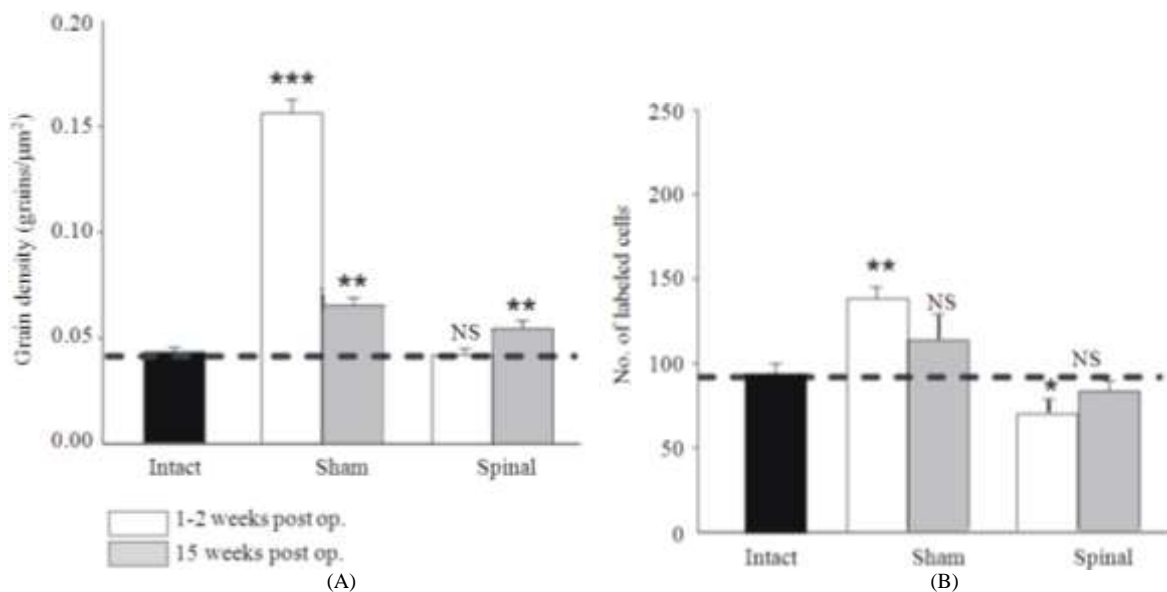 0.20
0.15
0.10
0.05
0.00
Grain density (grains/µm²)
***
**
NS
**
Intact
Sham
Spinal
1-2 weeks post op.
15 weeks post op.
(A)
250
200
150
100
50
0
No. of labeled cells
**
NS
*
NS
Intact
Sham
Spinal
(B)